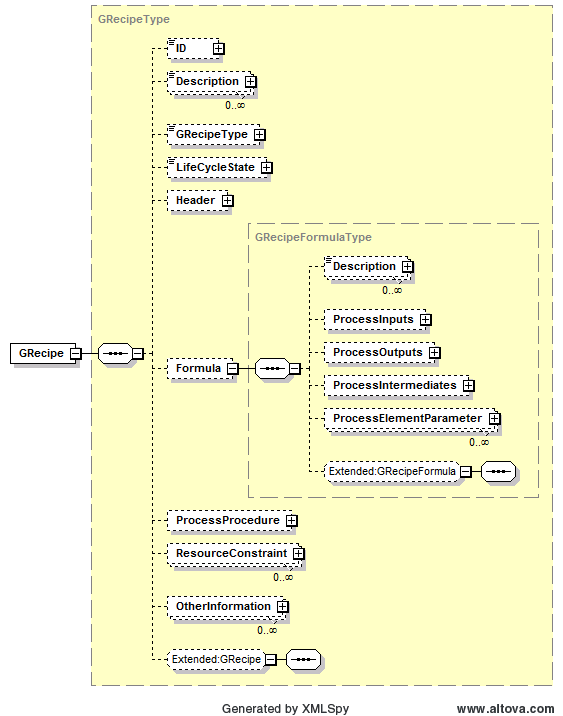 GRecipeType
ID
Description
0..∞
GRecipeType
LifeCycleState
Header
GRecipeFormulaType
Description
0..∞
ProcessInputs
ProcessOutputs
ProcessIntermediates
ProcessElementParameter
0..∞
Extended:GRecipeFormula
GRecipe
Formula
ProcessProcedure
ResourceConstraint
0..∞
OtherInformation
0..∞
Extended:GRecipe
Generated by XMLSpy
www.altova.com